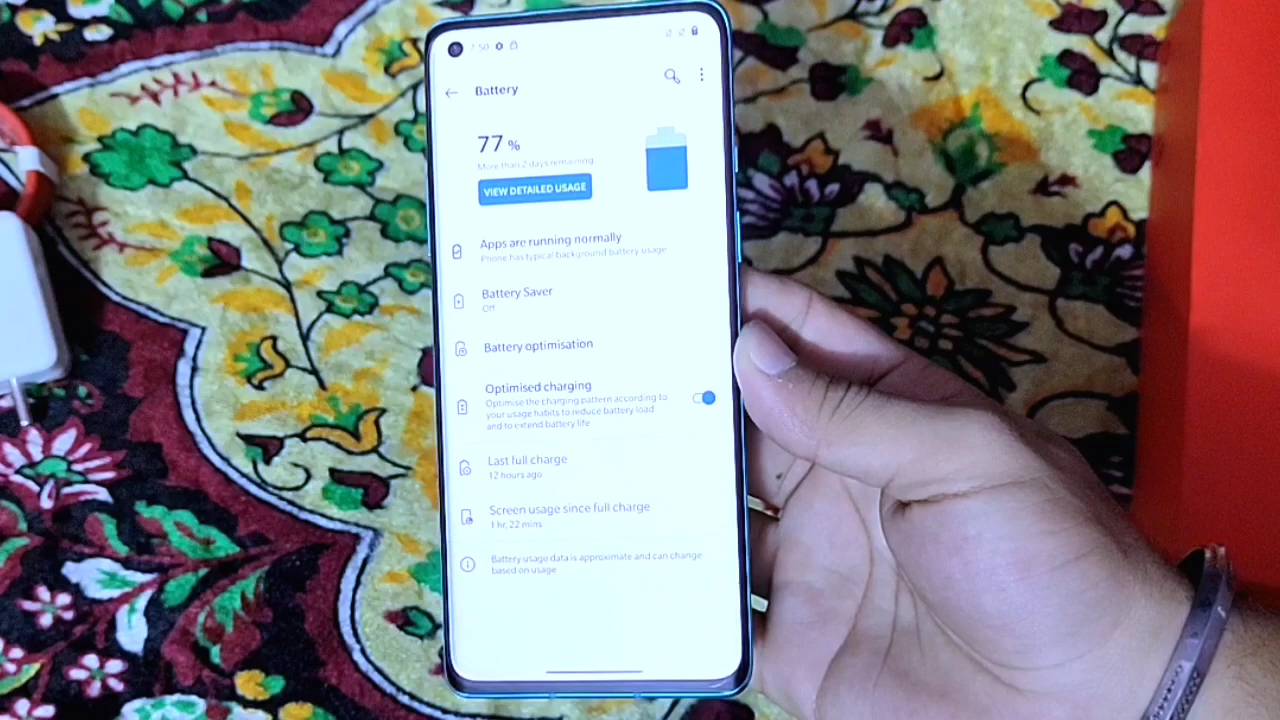 7:50
Battery
77 %
More than 2 days remaining
VIEW DETAILED USAGE
Apps are running normally
Phone has typical background battery usage
Battery Saver
Off
Battery optimisation
Optimised charging
Optimise the charging pattern according to
your usage habits to reduce battery load
and to extend battery life
Last full charge
12 hours ago
Screen usage since full charge
1 hr, 22 mins
Battery usage data is approximate and can change
based on usage